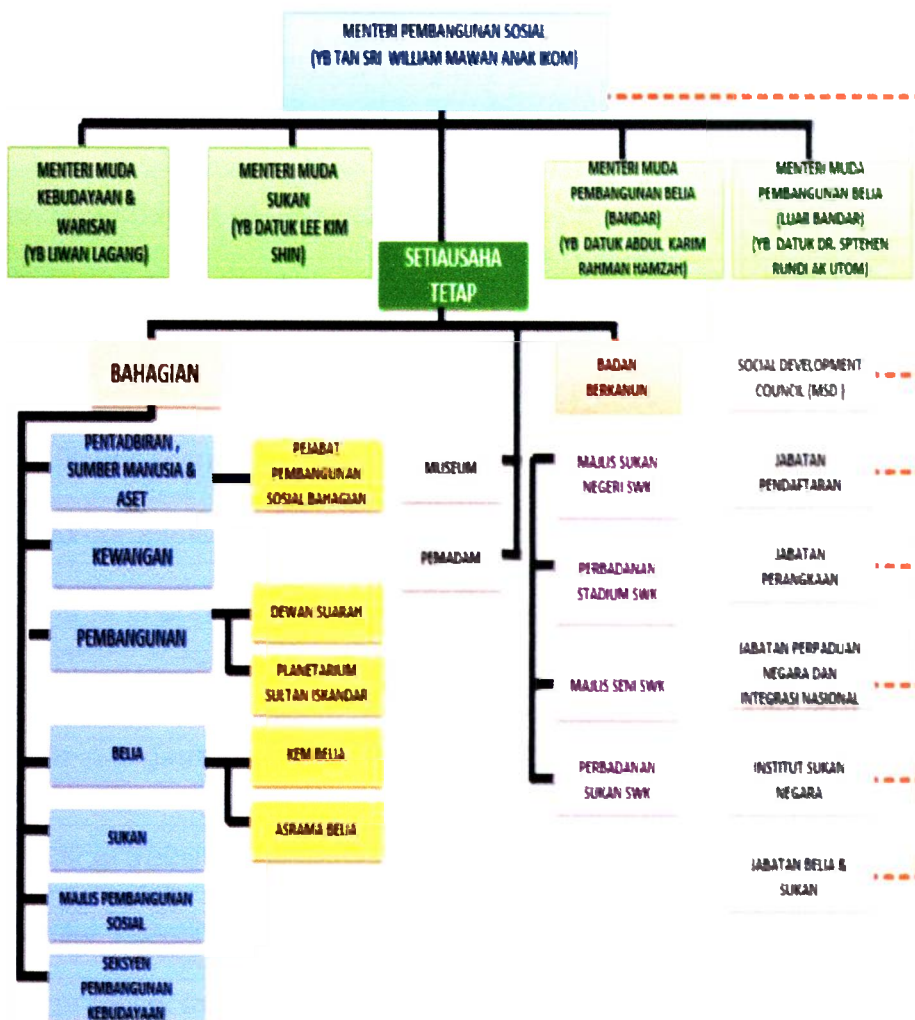 MENTERI PEMBANGUNAN SOSIAL
(YB TAN SRI WILLIAM MAWAN ANAK IKOM)
MENTERI MUDA
KEBUDAYAAN &
WARISAN
(YB LIWAN LAGANG)
MENTERI MUDA
SUKAN
(YB DATUK LEE KIM
SHIN)
MENTERI MUDA
PEMBANGUNAN BELIA
(BANDAR)
(YB DATUK ABDUL KARIM
RAHMAN HAMZAH)
MENTERI MUDA
PEMBANGUNAN BELIA
(LUAR BANDAR)
(YB DATUK DR. SPTEHEN
RUNDI AK UTOM)
SETIAUSAHA
TETAP
BAHAGIAN
PENTADBIRAN ,
SUMBER MANUSIA &
ASET
KEWANGAN
PEMBANGUNAN
BELIA
SUKAN
MAJLIS PEMBANGUNAN
SOSIAL
SEKSYEN
PEMBANGUNAN
KEBUDAYAAN
PEJABAT
PEMBANGUNAN
SOSIAL BAHAGIAN
DEWAN SUARAH
PLANETARIUM
SULTAN ISKANDAR
KEM BELIA
ASRAMA BELIA
MUSEUM
PEMADAM
BADAN
BERKANUN
MAJLIS SUKAN
NEGERI SWK
PERBADANAN
STADIUM SWK
MAJLIS SENI SWK
PERBADANAN
SUKAN SWK
SOCIAL DEVELOPMENT
COUNCIL (MSD )
JABATAN
PENDAFTARAN
JABATAN
PERANGKAAN
JABATAN PERPADUAN
NEGARA DAN
INTEGRASI NASIONAL
INSTITUT SUKAN
NEGARA
JABATAN BELIA &
SUKAN